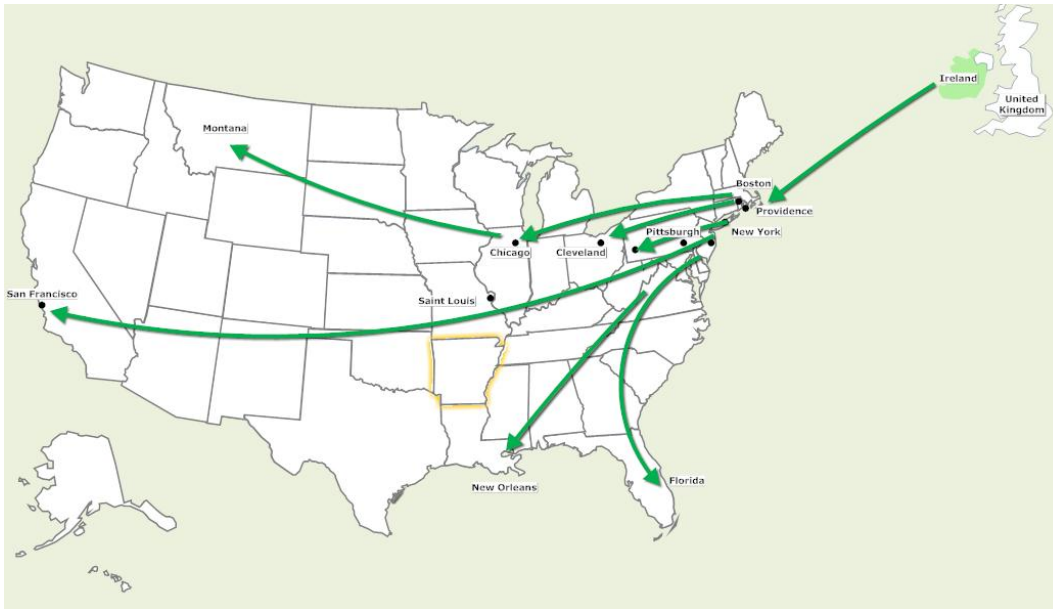 Ireland
United
Kingdom
Montana
Boston
Providence
Pittsburgh
New York
Chicago
Cleveland
San Francisco
Saint Louis
New Orleans
Florida